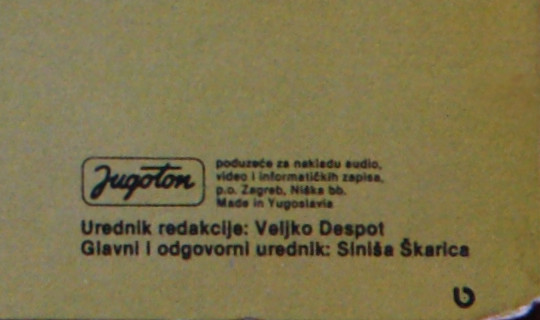 Jugoton
poduzeće za nakladu audio,
video i informatičkih zapisa,
p.o. Zagreb, Niška bb.
Made in Yugoslavia
Urednik redakcije: Veljko Despot
Glavni i odgovorni urednik: Siniša Škarica